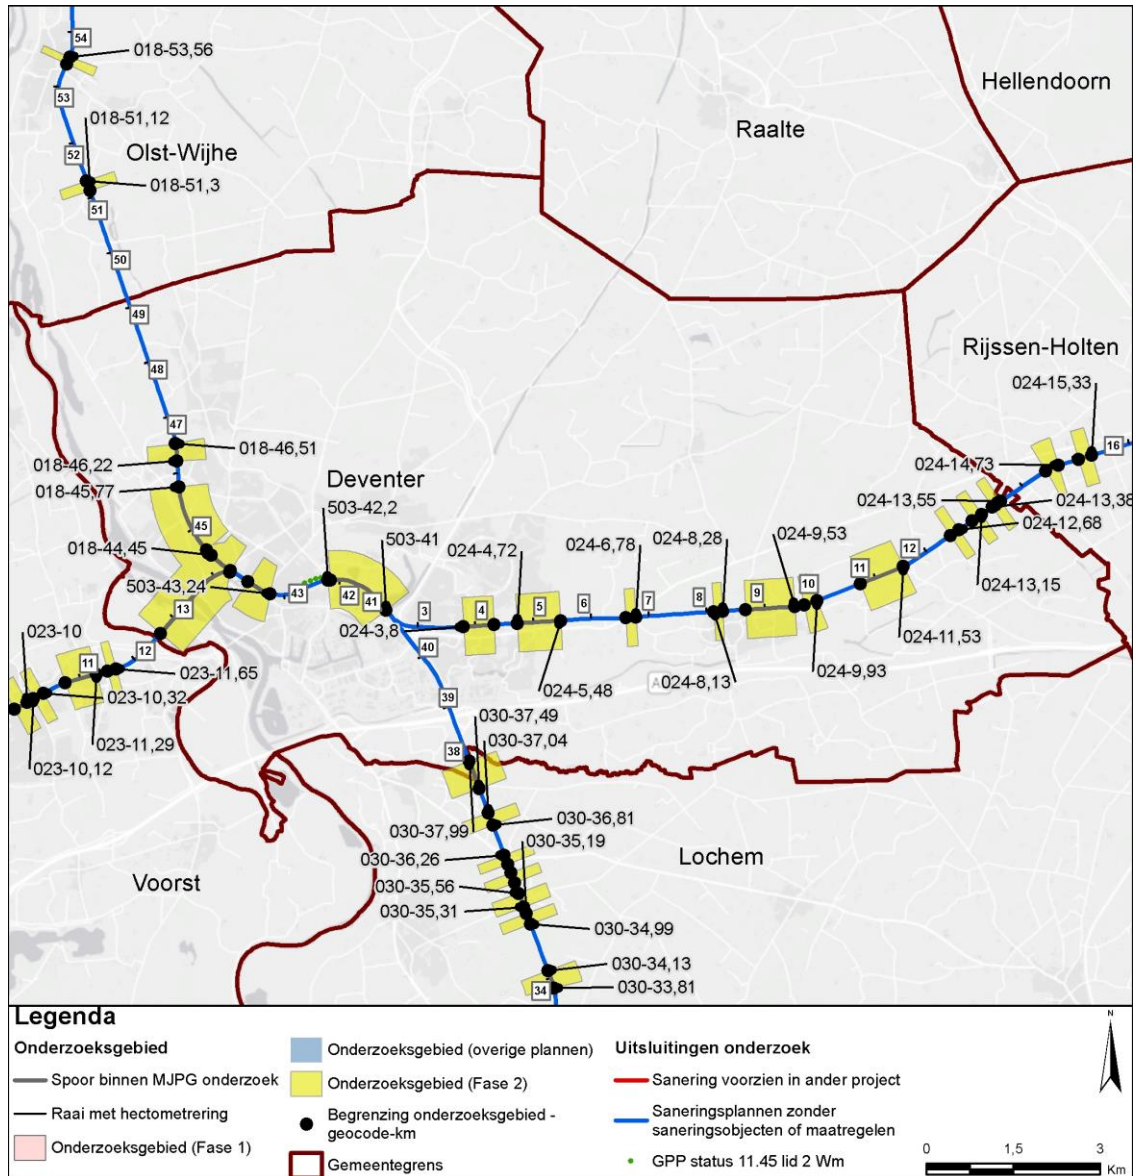 54
018-53,56
53
018-51,12
52
Olst-Wijhe
018-51,3
51
50
49
48
47
Raalte
Hellendoorn
Rijssen-Holten
024-15,33
16
018-46,51
018-46,22
018-45,77
Deventer
503-42,2
45
018-44,45
503-43,24
43
42
41
503-41
024-4,72
024-6,78
024-8,28
024-9,53
024-14,73
024-13,55
024-13,38
024-12,68
024-13,15
12
11
10
9
8
7
6
5
4
3
024-3,8
40
024-5,48
024-8,13
024-9,93
024-11,53
13
023-10
11
12
023-11,65
023-10,32
023-11,29
023-10,12
39
A
38
030-37,49
030-37,04
030-37,99
030-36,81
030-35,19
030-36,26
030-35,56
030-35,31
030-34,99
030-34,13
34
030-33,81
Lochem
Voorst
Legenda
Onderzoeksgebied
Spoor binnen MJPG onderzoek
Raai met hectometrering
Onderzoeksgebied (Fase 1)
Onderzoeksgebied (overige plannen)
Onderzoeksgebied (Fase 2)
Begrenzing onderzoeksgebied -
geocode-km
Gemeentegrens
Uitsluitingen onderzoek
Sanering voorzien in ander project
Saneringsplannen zonder
saneringsobjecten of maatregelen
GPP status 11.45 lid 2 Wm
N
0 1,5 3
Km